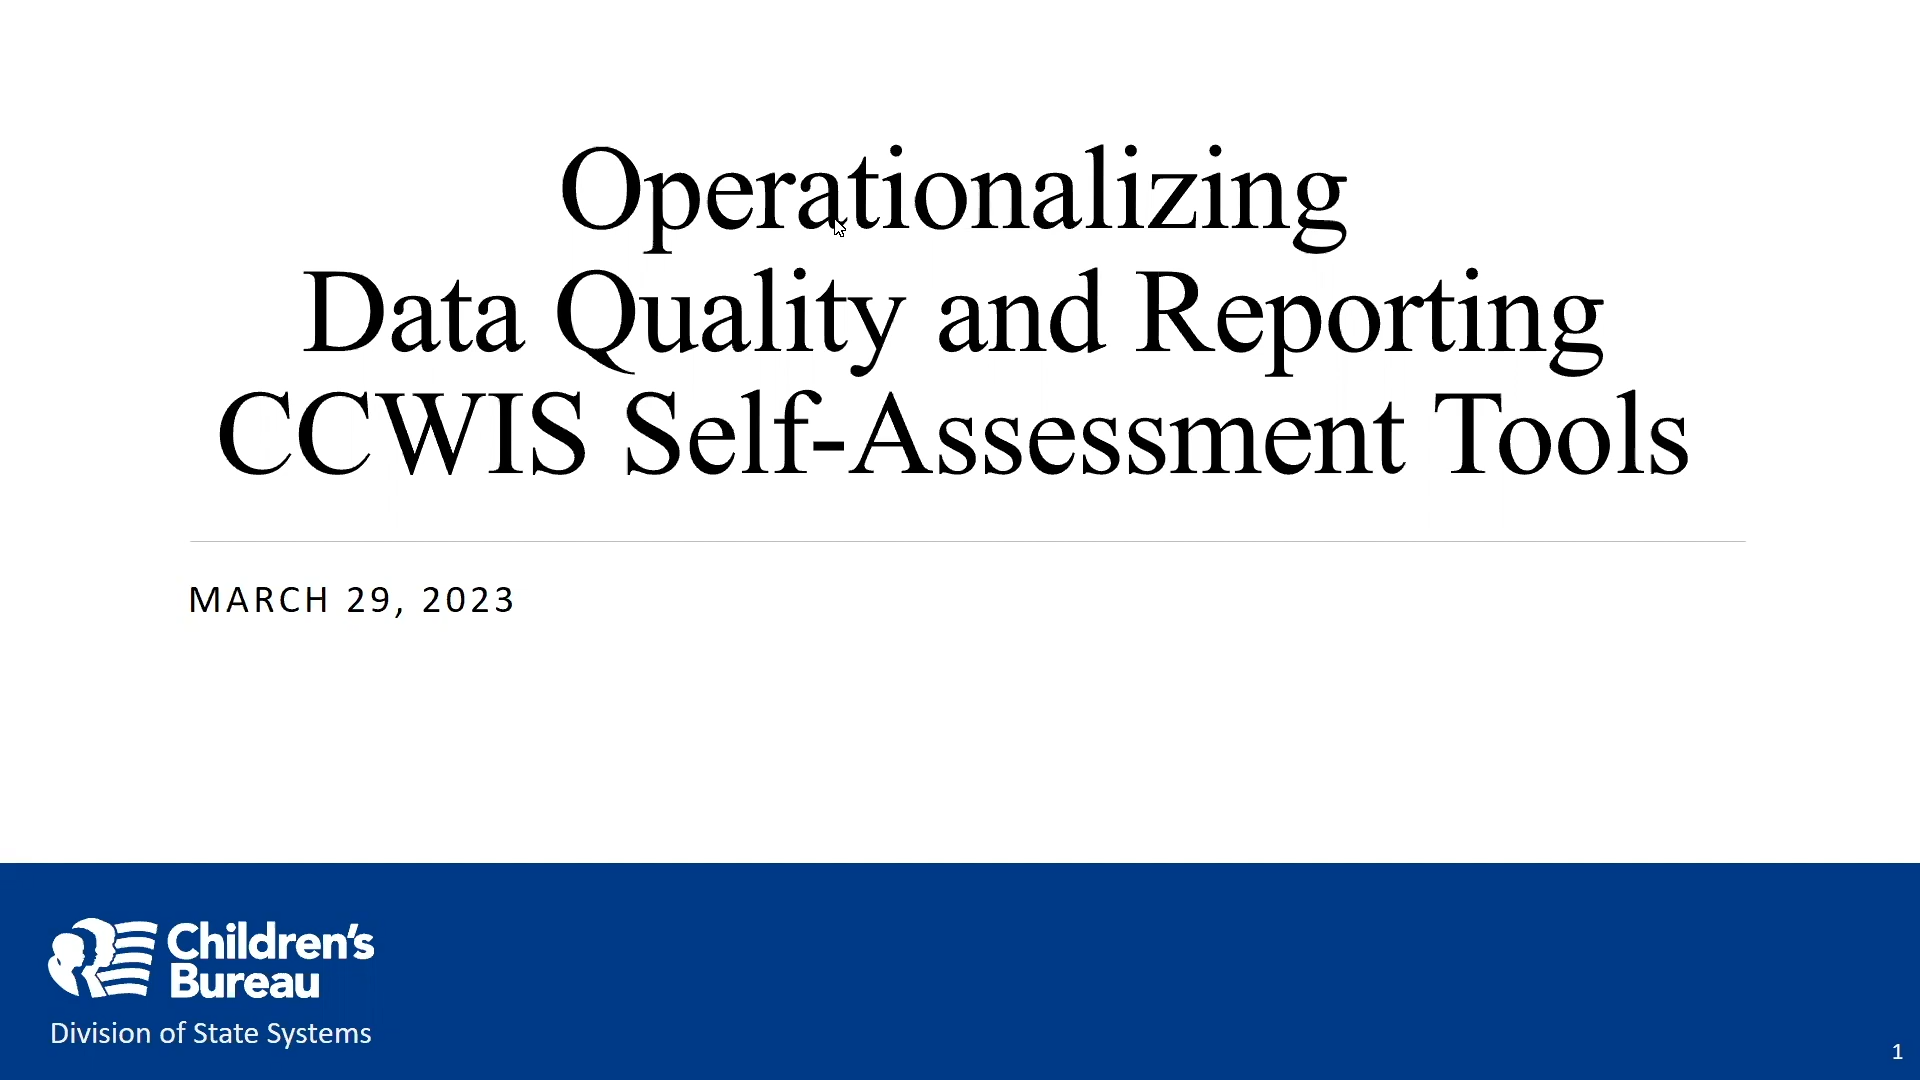 Operationalizing
Data Quality and Reporting
CCWIS Self-Assessment Tools
MARCH 29, 2023
Children's
Bureau
Division of State Systems
1